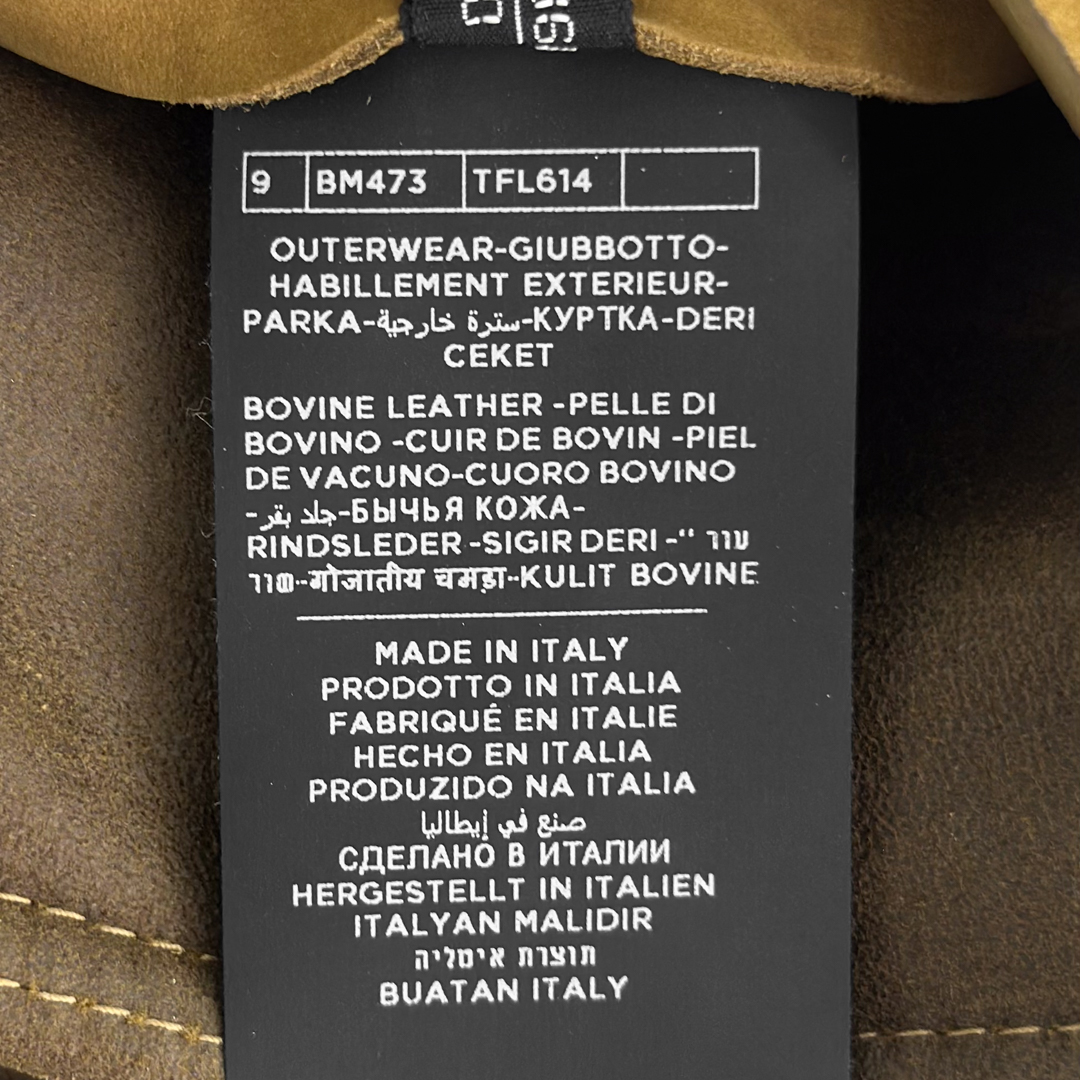 9 BM473 TFL614
OUTERWEAR-GIUBBOTTO-
HABILLEMENT EXTERIEUR-
PARKA-سترة خارجية-КУРТКА-DERI
CEKET
BOVINE LEATHER -PELLE DI
BOVINO -CUIR DE BOVIN -PIEL
DE VACUNO-CUORO BOVINO
-جلد بقر-БЫЧЬЯ КОЖА-
RINDSLEDER -SIGIR DERI -“ עור
-गोजातीय चमड़ा-KULIT BOVINE
MADE IN ITALY
PRODOTTO IN ITALIA
FABRIQUÉ EN ITALIE
HECHO EN ITALIA
PRODUZIDO NA ITALIA
صنع في إيطاليا
СДЕЛАНО В ИТАЛИИ
HERGESTELLT IN ITALIEN
ITALYAN MALIDIR
תוצרת איטליה
BUATAN ITALY